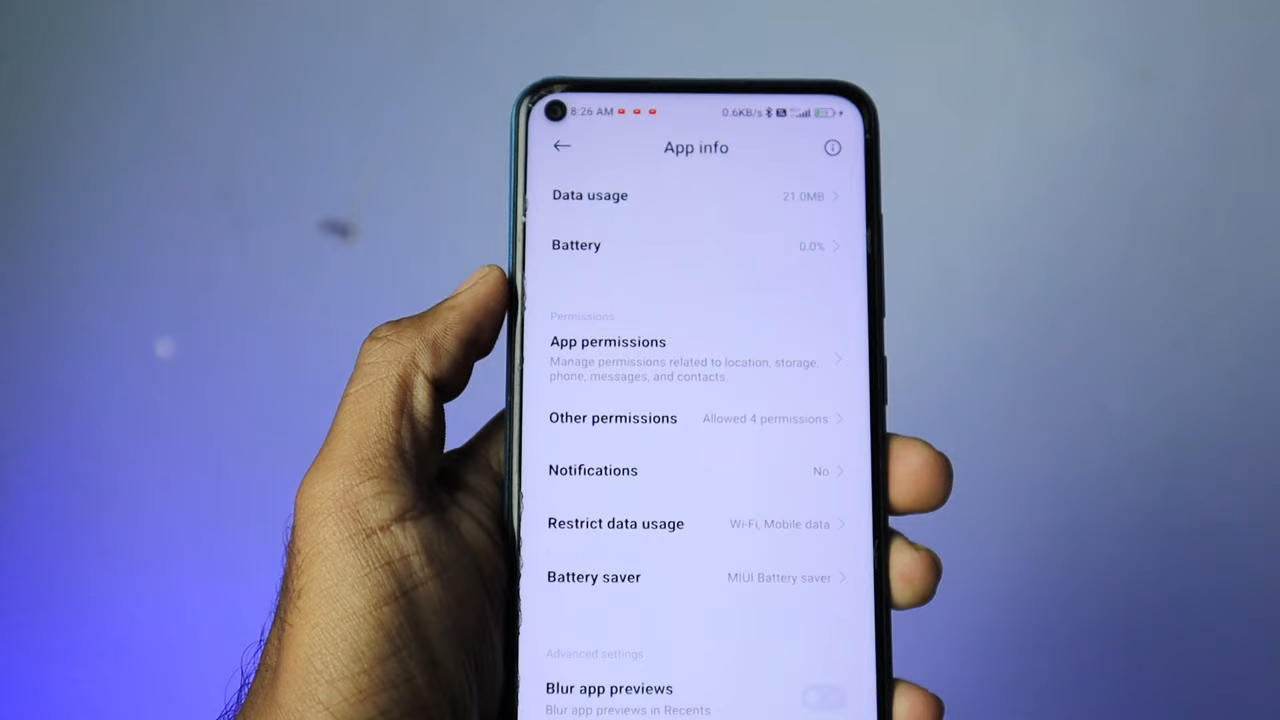 8:26 AM 0.6KB/s
App info
Data usage 21.0MB
Battery 0.0%
Permissions
App permissions
Manage permissions related to location, storage,
phone, messages, and contacts.
Other permissions Allowed 4 permissions
Notifications No
Restrict data usage Wi-Fi, Mobile data
Battery saver MIUI Battery saver
Advanced settings
Blur app previews
Blur app previews in Recents